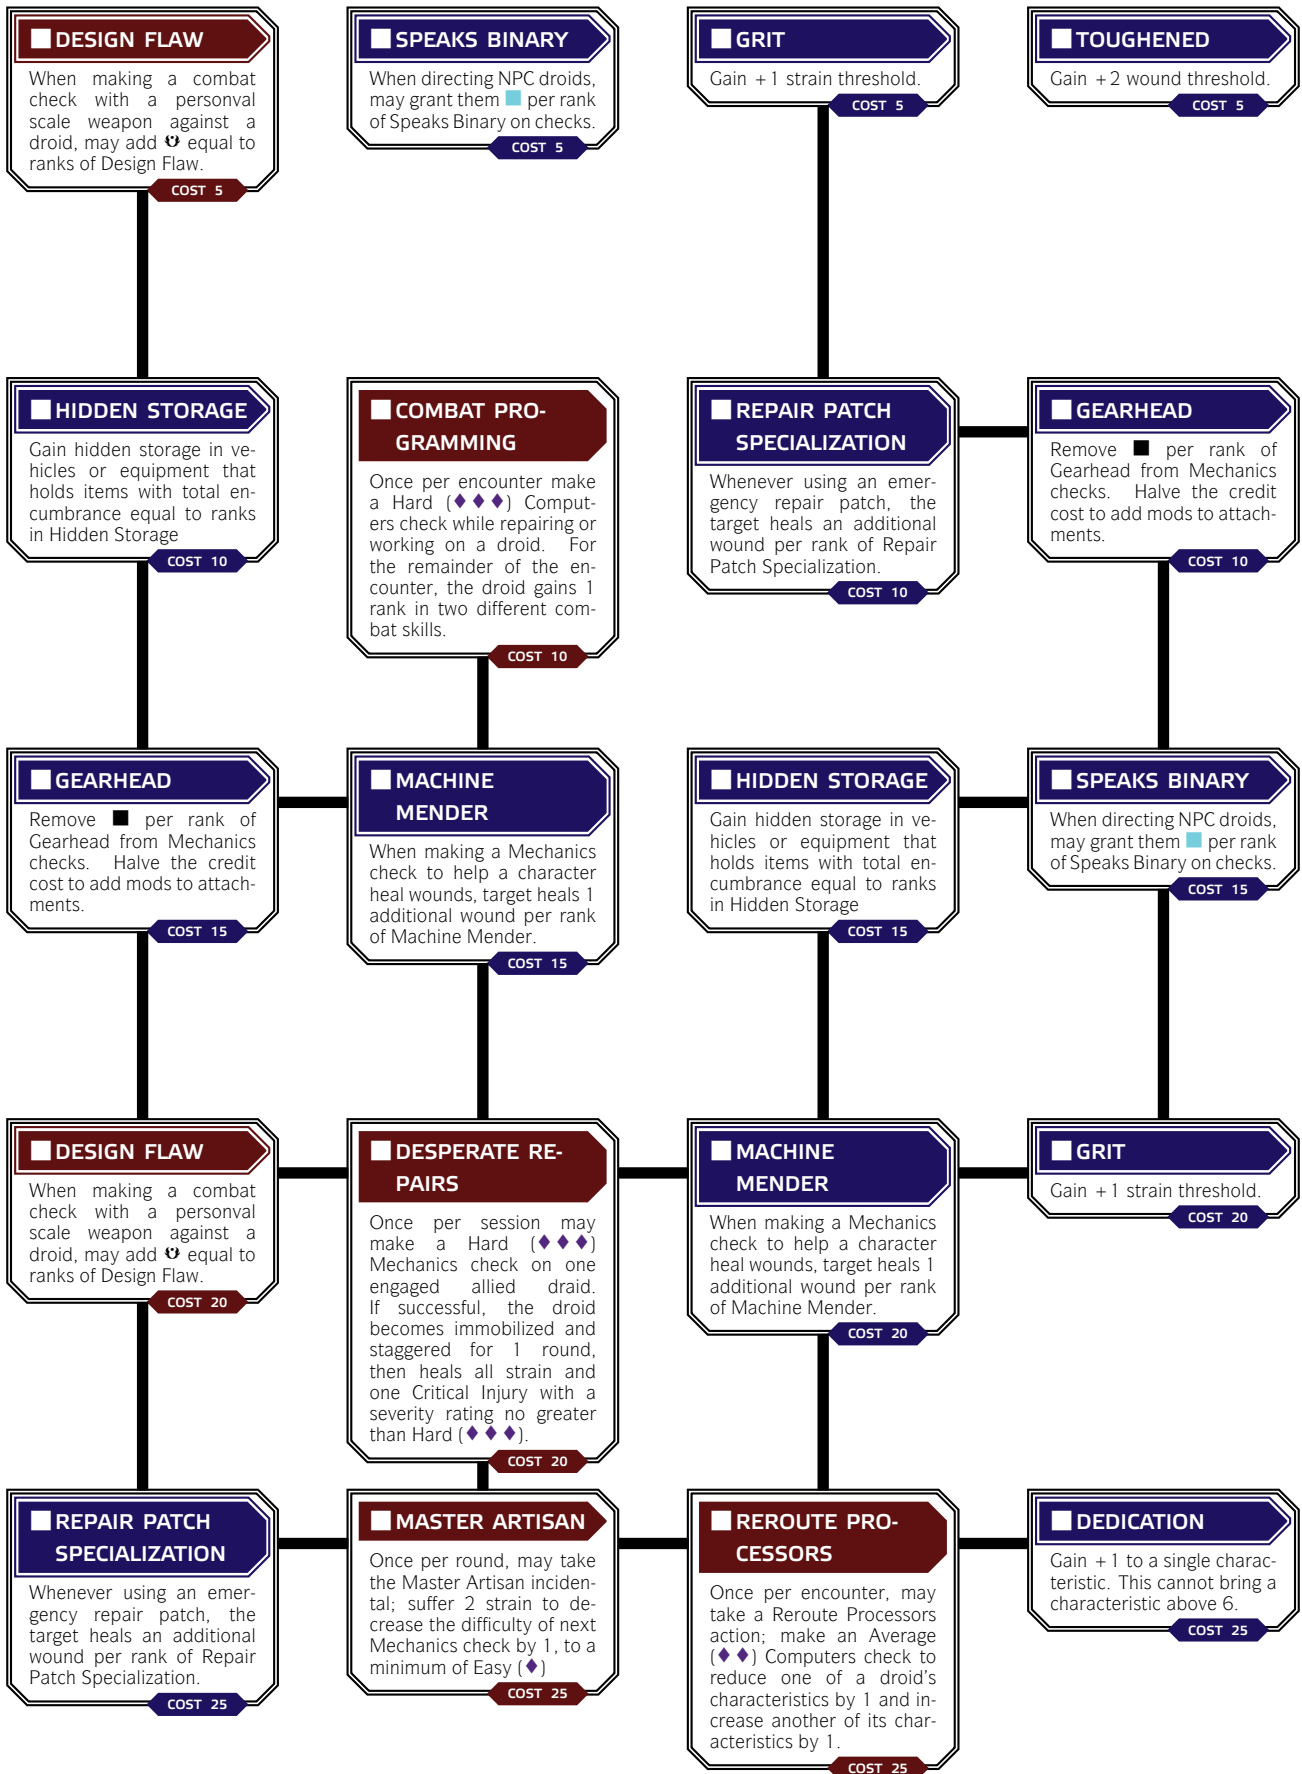 DESIGN FLAW
When making a combat
check with a personval
scale weapon against a
droid, may add equal to
ranks of Design Flaw.
COST 5
SPEAKS BINARY
When directing NPC droids,
may grant them per rank
of Speaks Binary on checks.
COST 5
GRIT
Gain +1 strain threshold.
COST 5
TOUGHENED
Gain +2 wound threshold.
COST 5
HIDDEN STORAGE
Gain hidden storage in ve-
hicles or equipment that
holds items with total en-
cumbrance equal to ranks
in Hidden Storage
COST 10
COMBAT PRO-
GRAMMING
Once per encounter make
a Hard (♦ ♦ ♦) Comput-
ers check while repairing or
working on a droid. For
the remainder of the en-
counter, the droid gains 1
rank in two different com-
bat skills.
COST 10
REPAIR PATCH
SPECIALIZATION
Whenever using an emer-
gency repair patch, the
target heals an additional
wound per rank of Repair
Patch Specialization.
COST 10
GEARHEAD
Remove ■ per rank of
Gearhead from Mechanics
checks. Halve the credit
cost to add mods to attach-
ments.
COST 10
GEARHEAD
Remove ■ per rank of
Gearhead from Mechanics
checks. Halve the credit
cost to add mods to attach-
ments.
COST 15
MACHINE
MENDER
When making a Mechanics
check to help a character
heal wounds, target heals 1
additional wound per rank
of Machine Mender.
COST 15
HIDDEN STORAGE
Gain hidden storage in ve-
hicles or equipment that
holds items with total en-
cumbrance equal to ranks
in Hidden Storage
COST 15
SPEAKS BINARY
When directing NPC droids,
may grant them per rank
of Speaks Binary on checks.
COST 15
DESIGN FLAW
When making a combat
check with a personval
scale weapon against a
droid, may add equal to
ranks of Design Flaw.
COST 20
DESPERATE RE-
PAIRS
Once per session may
make a Hard (♦ ♦ ♦)
Mechanics check on one
engaged allied draid.
If successful, the droid
becomes immobilized and
staggered for 1 round,
then heals all strain and
one Critical Injury with a
severity rating no greater
than Hard (♦ ♦ ♦).
COST 20
MACHINE
MENDER
When making a Mechanics
check to help a character
heal wounds, target heals 1
additional wound per rank
of Machine Mender.
COST 20
GRIT
Gain +1 strain threshold.
COST 20
REPAIR PATCH
SPECIALIZATION
Whenever using an emer-
gency repair patch, the
target heals an additional
wound per rank of Repair
Patch Specialization.
COST 25
MASTER ARTISAN
Once per round, may take
the Master Artisan inciden-
tal; suffer 2 strain to de-
crease the difficulty of next
Mechanics check by 1, to a
minimum of Easy (♦)
COST 25
REROUTE PRO-
CESSORS
Once per encounter, may
take a Reroute Processors
action; make an Average
(♦ ♦) Computers check to
reduce one of a droid's
characteristics by 1 and in-
crease another of its char-
acteristics by 1.
COST 25
DEDICATION
Gain +1 to a single charac-
teristic. This cannot bring a
characteristic above 6.
COST 25